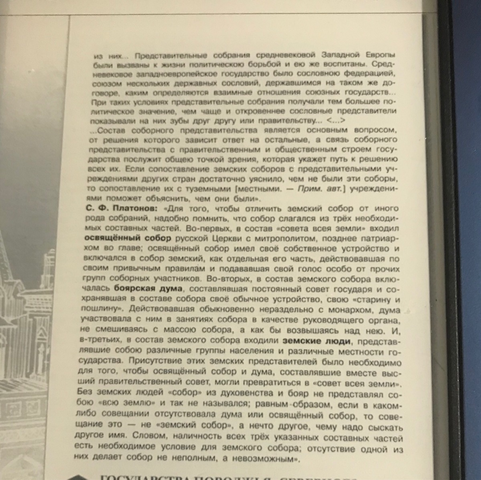 из них... Представительные собрания средневековой Западной Европы
были вызваны к жизни политическою борьбой и ею же воспитаны. Сред-
невековое западноевропейское государство было сословною федерацией,
союзом нескольких державных сословий, державшимся на таком же до-
говоре, каким определяются взаимные отношения союзных государств...
При таких условиях представительные собрания получали тем большее по-
литическое значение, чем чаще и откровеннее сословные представители
показывали на них зубы друг другу или правительству... <...>
...Состав соборного представительства является основным вопросом,
от решения которого зависит ответ на остальные, а связь соборного
представительства с правительственным и общественным строем госу-
дарства послужит общею точкой зрения, которая укажет путь к решению
всех их. Если сопоставление земских соборов с представительными уч-
реждениями других стран достаточно уяснило, чем не были эти соборы,
то сопоставление их с туземными [местными. — Прим. авт.] учреждени-
ями поможет объяснить, чем они были».
С. Ф. Платонов: «Для того, чтобы отличить земский собор от иного
рода собраний, надобно помнить, что собор слагался из трёх необходи-
мых составных частей. Во-первых, в состав «совета всея земли» входил
освящённый собор русской Церкви с митрополитом, позднее патриар-
хом во главе; освящённый собор имел своё собственное устройство и
включался в собор земский, как отдельная его часть, действовавшая по
своим привычным правилам и подававшая свой голос особо от прочих
групп соборных участников. Во-вторых, в состав земского собора вклю-
чалась боярская дума, составлявшая постоянный совет государя и со-
хранявшая в составе собора своё обычное устройство, свою «старину и
пошлину». Действовавшая обыкновенно нераздельно с монархом, дума
участвовала с ним в занятиях собора в качестве руководящего органа,
не смешиваясь с массою собора, а как бы возвышаясь над нею. И,
в-третьих, в состав земского собора входили земские люди, представ-
лявшие собою различные группы населения и различные местности го-
сударства. Присутствие этих земских представителей было необходимо
для того, чтобы освящённый собор и дума, составлявшие вместе выс-
ший правительственный совет, могли превратиться в «совет всея земли».
Без земских людей «собор» из духовенства и бояр не представлял со-
бою «всю землю» и так не назывался; равным образом, если в каком-
либо совещании отсутствовала дума или освящённый собор, то сове-
щание это — не «земский собор», а нечто другое, чему надо сыскать
другое имя. Словом, наличность всех трёх указанных составных частей
есть необходимое условие для земского собора; отсутствие одной из
них делает собор не неполным, а невозможным».
ГОСУДАРСТВА ПОВОЛЖЬЯ,